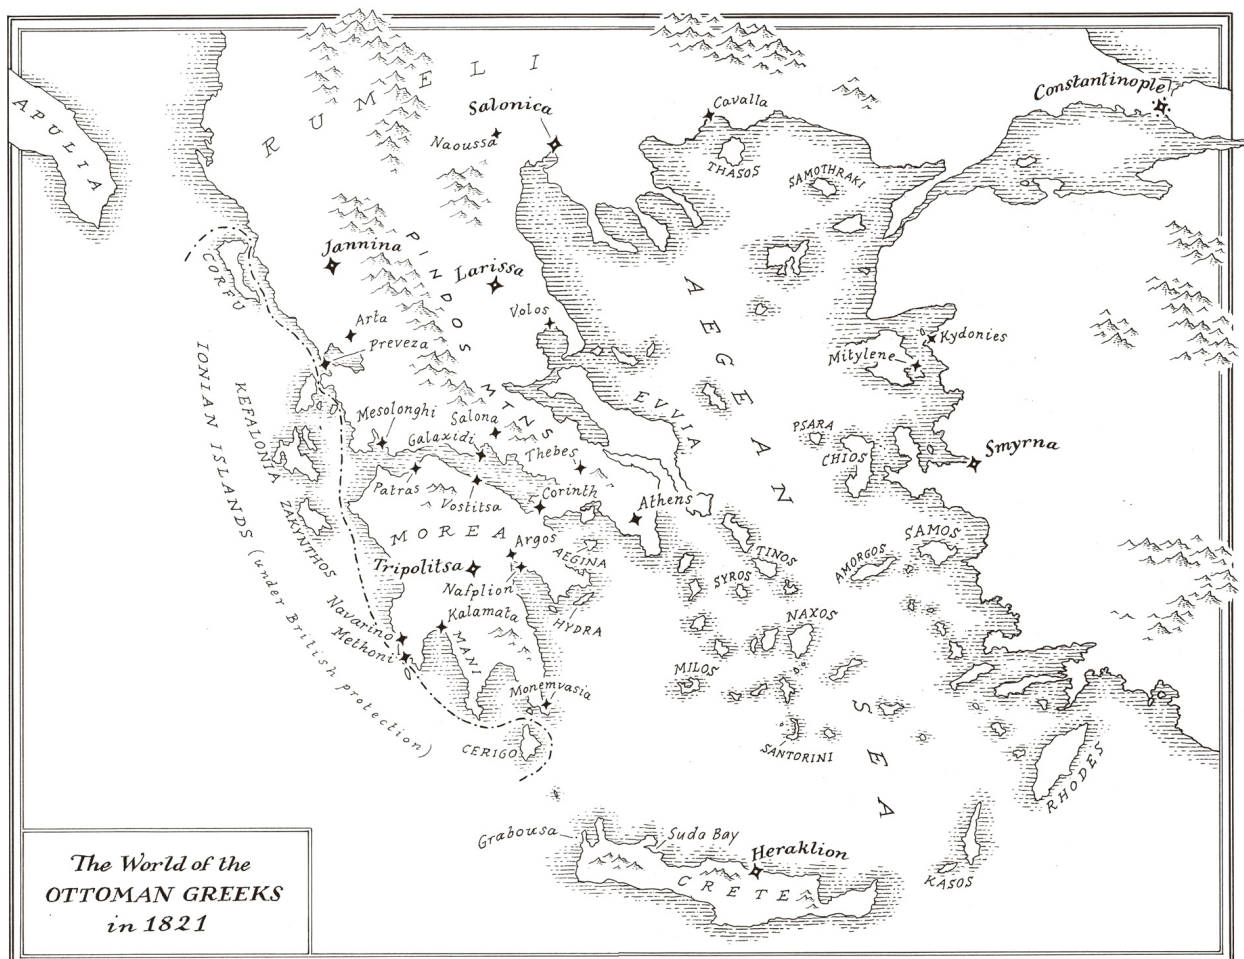 APULIA
RUMELI
Constantinople
Salonica
Cavalla
Naoussa
THASOS
SAMOTHRAKI
Jannina
PINDOS MTNS
Larissa
CORFU
Volos
Arta
Preveza
AEGEAN SEA
Kydonies
Mitylene
IONIAN ISLANDS (under British protection)
KEFALONIA
EVVIA
Mesolonghi
Salona
Galaxidi
Thebes
PSARA
CHIOS
Smyrna
Patras
Vostitsa
Corinth
Athens
ZAKYNTHOS
MOREA
Argos
AEGINA
Tripolitsa
Nafplion
TINOS
SYROS
AMORGOS
SAMOS
Navarino
Methoni
Kalamata
MANI
HYDRA
NAXOS
MILOS
Monemvasia
CERIGO
SANTORINI
RHODES
Grabousa
Suda Bay
Heraklion
CRETE
KASOS
The World of the
OTTOMAN GREEKS
in 1821